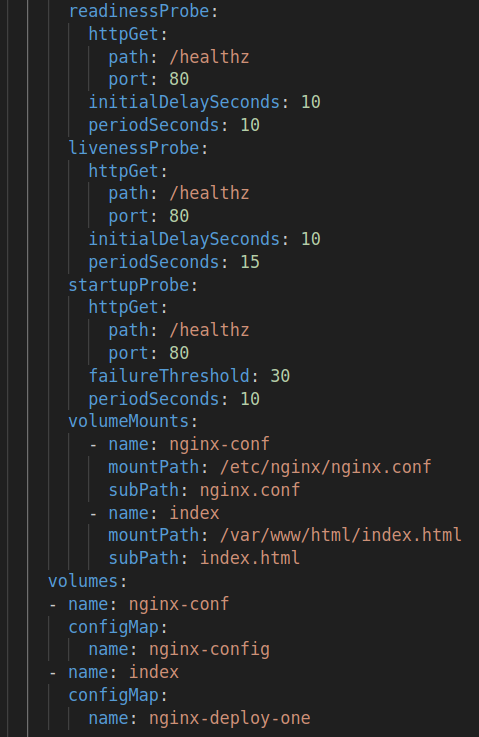 readinessProbe:
  httpGet:
    path: /healthz
    port: 80
  initialDelaySeconds: 10
  periodSeconds: 10
livenessProbe:
  httpGet:
    path: /healthz
    port: 80
  initialDelaySeconds: 10
  periodSeconds: 15
startupProbe:
  httpGet:
    path: /healthz
    port: 80
  failureThreshold: 30
  periodSeconds: 10
volumeMounts:
  - name: nginx-conf
    mountPath: /etc/nginx/nginx.conf
    subPath: nginx.conf
  - name: index
    mountPath: /var/www/html/index.html
    subPath: index.html
volumes:
- name: nginx-conf
  configMap:
    name: nginx-config
- name: index
  configMap:
    name: nginx-deploy-one